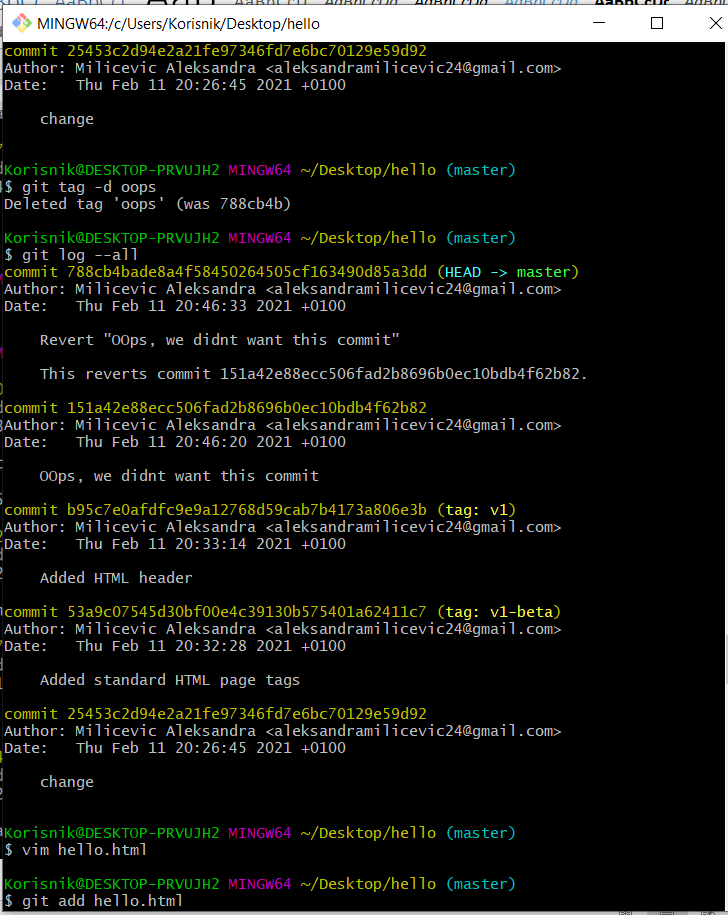 MINGW64:/c/Users/Korisnik/Desktop/hello
commit 25453c2d94e2a21fe97346fd7e6bc70129e59d92
Author: Milicevic Aleksandra <aleksandramilicevic24@gmail.com>
Date:   Thu Feb 11 20:26:45 2021 +0100
change
Korisnik@DESKTOP-PRVUJH2 MINGW64 ~/Desktop/hello (master)
$ git tag -d oops
Deleted tag 'oops' (was 788cb4b)
Korisnik@DESKTOP-PRVUJH2 MINGW64 ~/Desktop/hello (master)
$ git log --all
commit 788cb4bade8a4f58450264505cf163490d85a3dd (HEAD -> master)
Author: Milicevic Aleksandra <aleksandramilicevic24@gmail.com>
Date:   Thu Feb 11 20:46:33 2021 +0100
Revert "OOps, we didnt want this commit"
This reverts commit 151a42e88ecc506fad2b8696b0ec10bdb4f62b82.
commit 151a42e88ecc506fad2b8696b0ec10bdb4f62b82
Author: Milicevic Aleksandra <aleksandramilicevic24@gmail.com>
Date:   Thu Feb 11 20:46:20 2021 +0100
OOps, we didnt want this commit
commit b95c7e0afdfc9e9a12768d59cab7b4173a806e3b (tag: v1)
Author: Milicevic Aleksandra <aleksandramilicevic24@gmail.com>
Date:   Thu Feb 11 20:33:14 2021 +0100
Added HTML header
commit 53a9c07545d30bf00e4c39130b575401a62411c7 (tag: v1-beta)
Author: Milicevic Aleksandra <aleksandramilicevic24@gmail.com>
Date:   Thu Feb 11 20:32:28 2021 +0100
Added standard HTML page tags
commit 25453c2d94e2a21fe97346fd7e6bc70129e59d92
Author: Milicevic Aleksandra <aleksandramilicevic24@gmail.com>
Date:   Thu Feb 11 20:26:45 2021 +0100
change
Korisnik@DESKTOP-PRVUJH2 MINGW64 ~/Desktop/hello (master)
$ vim hello.html
Korisnik@DESKTOP-PRVUJH2 MINGW64 ~/Desktop/hello (master)
$ git add hello.html